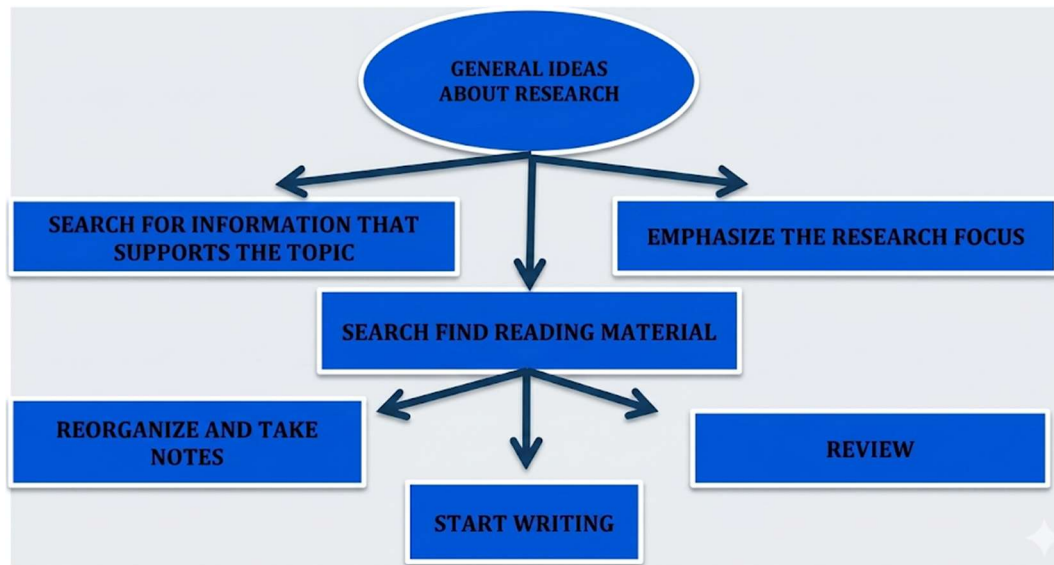 GENERAL IDEAS
ABOUT RESEARCH
SEARCH FOR INFORMATION THAT
SUPPORTS THE TOPIC
EMPHASIZE THE RESEARCH FOCUS
SEARCH FIND READING MATERIAL
REORGANIZE AND TAKE
NOTES
REVIEW
START WRITING